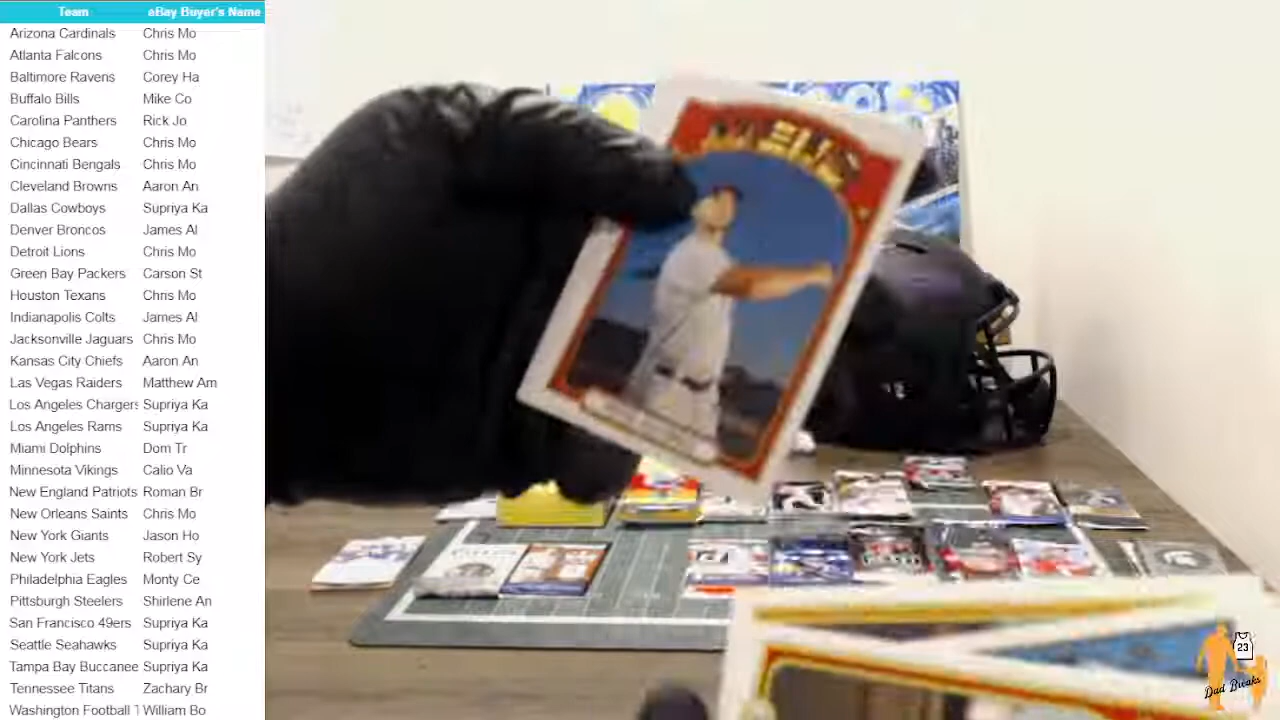 Team eBay Buyer's Name
Arizona Cardinals Chris Mo
Atlanta Falcons Chris Mo
Baltimore Ravens Corey Ha
Buffalo Bills Mike Co
Carolina Panthers Rick Jo
Chicago Bears Chris Mo
Cincinnati Bengals Chris Mo
Cleveland Browns Aaron An
Dallas Cowboys Supriya Ka
Denver Broncos James Al
Detroit Lions Chris Mo
Green Bay Packers Carson St
Houston Texans Chris Mo
Indianapolis Colts James Al
Jacksonville Jaguars Chris Mo
Kansas City Chiefs Aaron An
Las Vegas Raiders Matthew Am
Los Angeles Chargers Supriya Ka
Los Angeles Rams Supriya Ka
Miami Dolphins Dom Tr
Minnesota Vikings Calio Va
New England Patriots Roman Br
New Orleans Saints Chris Mo
New York Giants Jason Ho
New York Jets Robert Sy
Philadelphia Eagles Monty Ce
Pittsburgh Steelers Shirlene An
San Francisco 49ers Supriya Ka
Seattle Seahawks Supriya Ka
Tampa Bay Buccanee Supriya Ka
Tennessee Titans Zachary Br
Washington Football William Bo
23
Dad Breaks